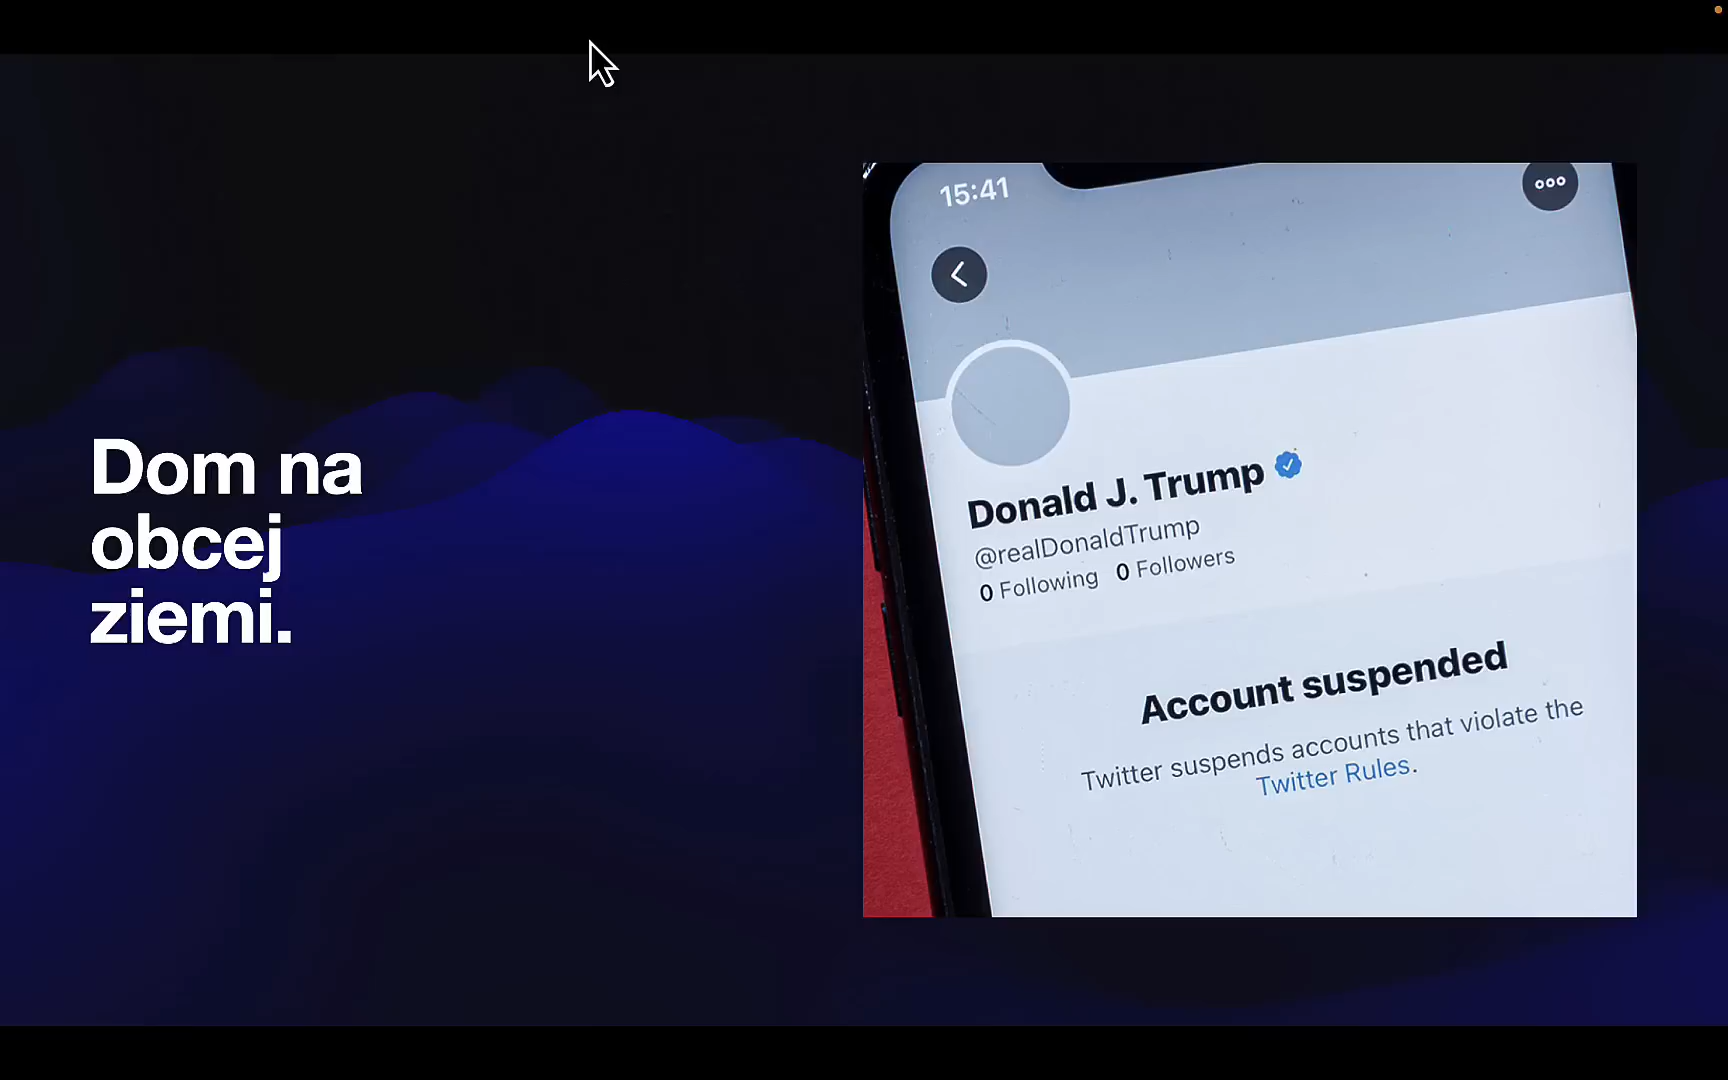 Dom na
obcej
ziemi.
15:41
Donald J. Trump
@realDonaldTrump
0 Following 0 Followers
Account suspended
Twitter suspends accounts that violate the
Twitter Rules.